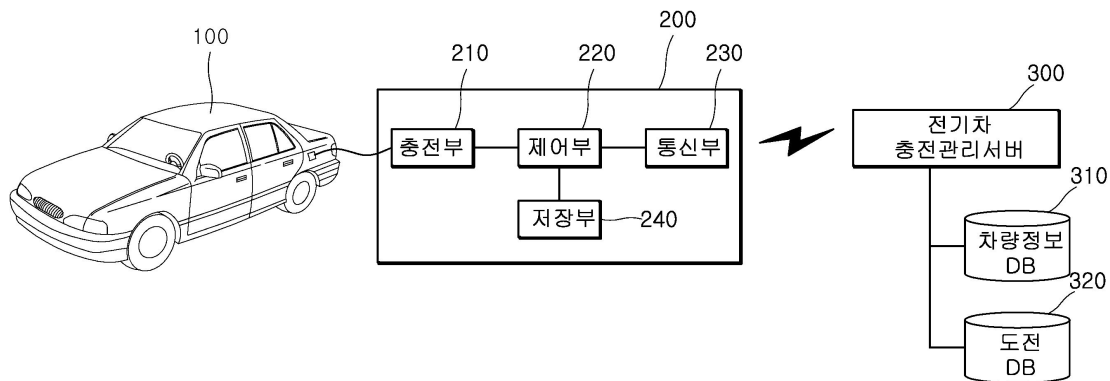 100
200
210
220
230
300
충전부
제어부
통신부
전기차
충전관리서버
저장부
240
310
차량정보
DB
320
도전
DB